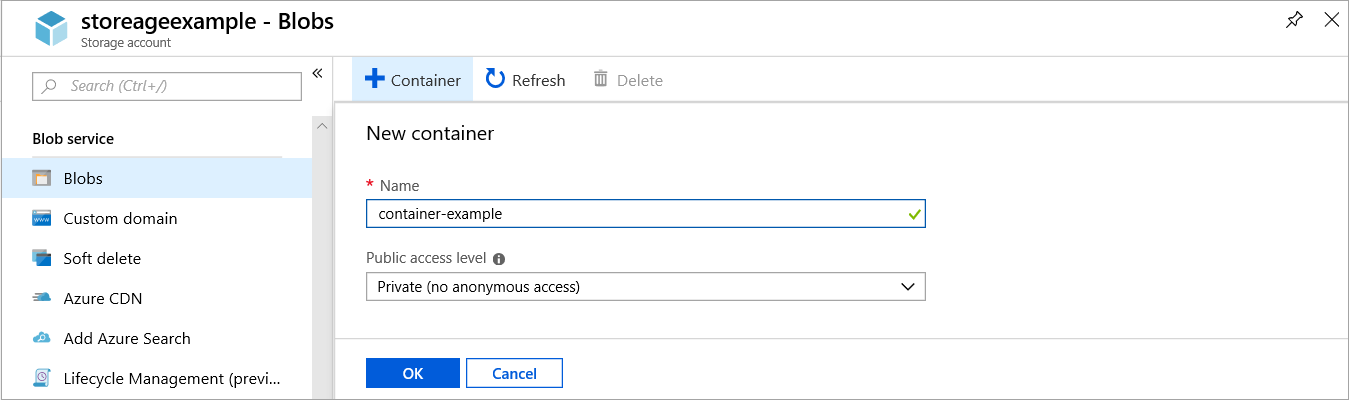 storeageexample - Blobs
Storage account
Search (Ctrl+/)
«
Container
Refresh
Delete
Blob service
Blobs
Custom domain
Soft delete
Azure CDN
Add Azure Search
Lifecycle Management (previ...
New container
* Name
container-example
Public access level
Private (no anonymous access)
OK
Cancel